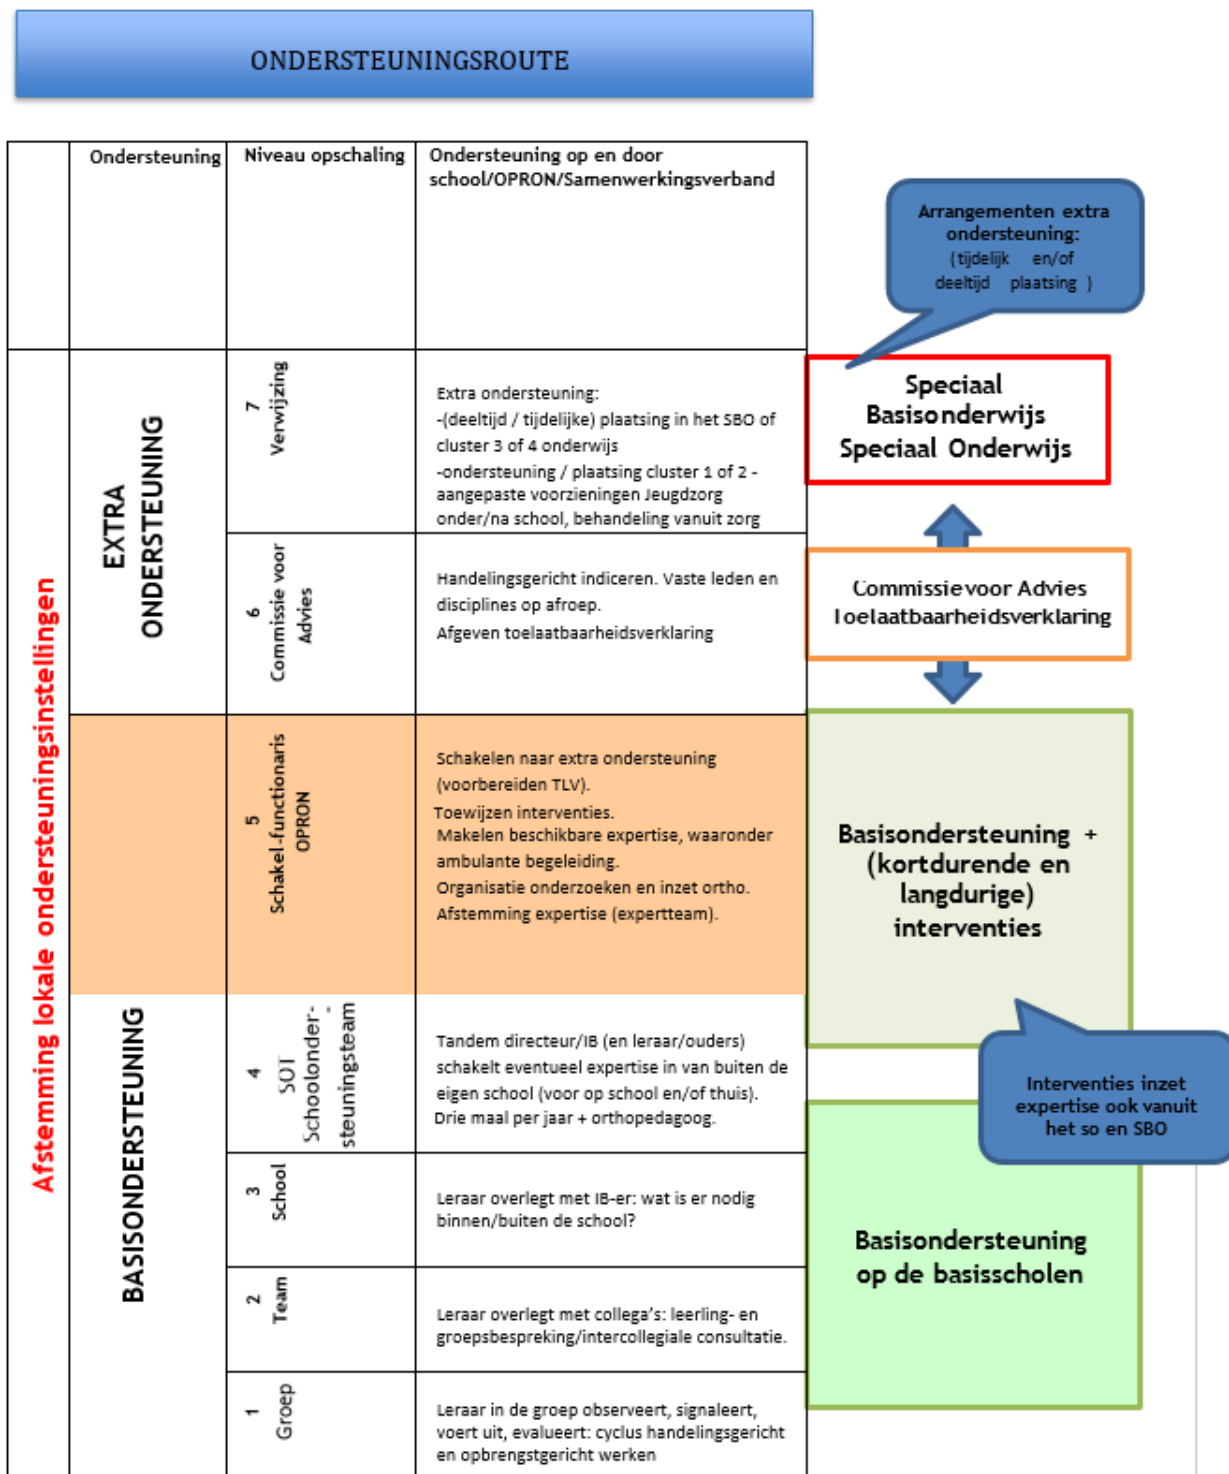 ONDERSTEUNINGSROUTE
Ondersteuning
Niveau opschaling
Ondersteuning op en door
school/OPRON/Samenwerkingsverband
Arrangementen extra
ondersteuning:
(tijdelijk en/of
deeltijd plaatsing )
Afstemming lokale ondersteuningsinstellingen
EXTRA
ONDERSTEUNING
7
Verwijzing
Extra ondersteuning:
-(deeltijd / tijdelijke) plaatsing in het SBO of
cluster 3 of 4 onderwijs
-ondersteuning / plaatsing cluster 1 of 2 -
aangepaste voorzieningen Jeugdzorg
onder/na school, behandeling vanuit zorg
Speciaal
Basisonderwijs
Speciaal Onderwijs
6
Commissie voor
Advies
Handelingsgericht indiceren. Vaste leden en
disciplines op afroep.
Afgeven toelaatbaarheidsverklaring
Commissievoor Advies
Toelaatbaarheidsverklaring
5
Schakel-functionaris
OPRON
Schakelen naar extra ondersteuning
(voorbereiden TLV).
Toewijzen interventies.
Makelen beschikbare expertise, waaronder
ambulante begeleiding.
Organisatie onderzoeken en inzet ortho.
Afstemming expertise (expertteam).
Basisondersteuning +
(kortdurende en
langdurige)
interventies
BASISONDERSTEUNING
4
SOT
Schoolonder-
steuningsteam
Tandem directeur/IB (en leraar/ouders)
schakelt eventueel expertise in van buiten de
eigen school (voor op school en/of thuis).
Drie maal per jaar + orthopedagoog.
Interventies inzet
expertise ook vanuit
het so en SBO
3
School
Leraar overlegt met IB-er: wat is er nodig
binnen/buiten de school?
Basisondersteuning
op de basisscholen
2
Team
Leraar overlegt met collega's: leerling- en
groepsbespreking/intercollegiale consultatie.
1
Groep
Leraar in de groep observeert, signaleert,
voert uit, evalueert: cyclus handelingsgericht
en opbrengstgericht werken